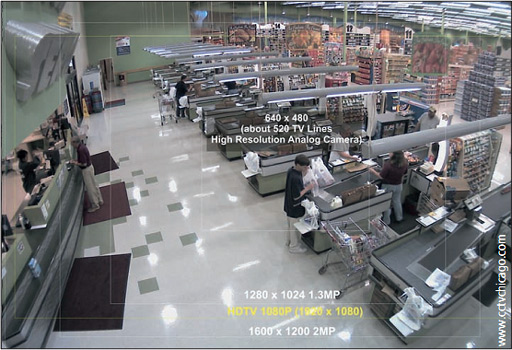 640 x 480
(about 520 TV Lines
High Resolution Analog Camera)
1280 x 1024 1.3MP
HDTV 1080P (1920 x 1080)
1600 x 1200 2MP
www.cctvchicago.com